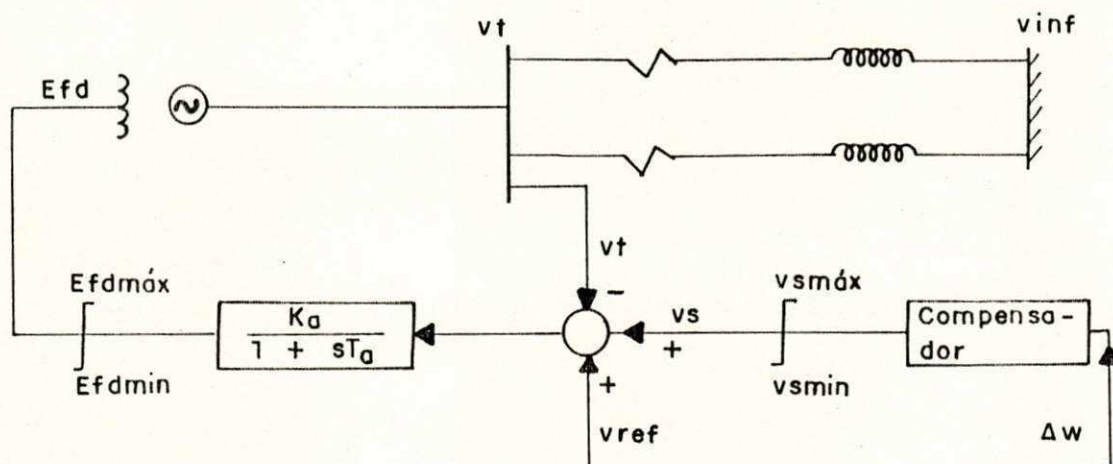 vt
vinf
Efd
~
vt
Efdmáx
vsmáx
Ka
1 + sTa
−
vs
+
Compensa-
dor
Efdmin
vsmin
+
vref
Δw